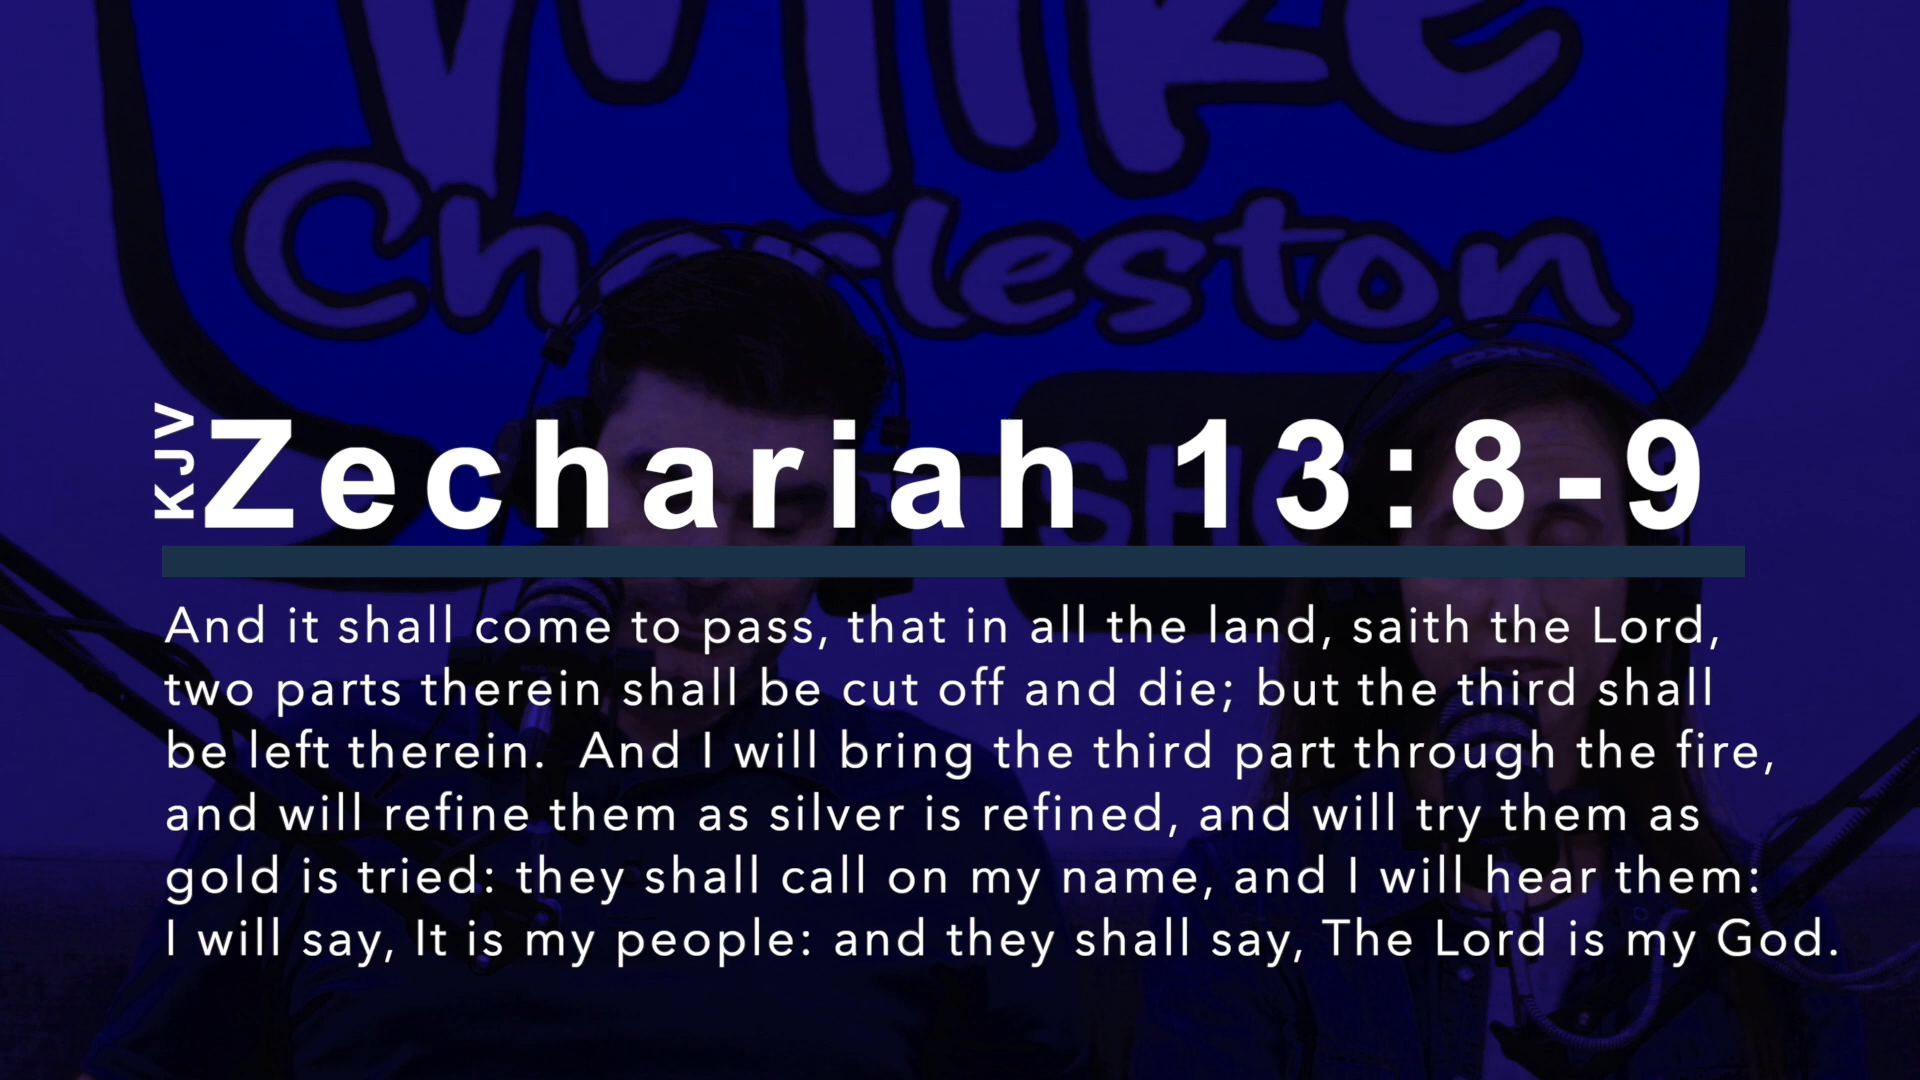 Mike
Charleston
SHO
KJV
Zechariah 13:8-9
And it shall come to pass, that in all the land, saith the Lord,
two parts therein shall be cut off and die; but the third shall
be left therein.  And I will bring the third part through the fire,
and will refine them as silver is refined, and will try them as
gold is tried: they shall call on my name, and I will hear them:
I will say, It is my people: and they shall say, The Lord is my God.